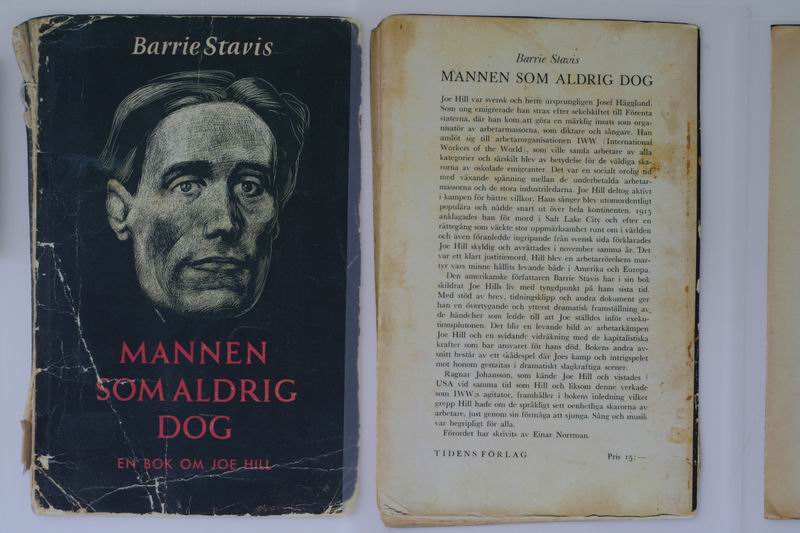 Barrie Stavis
MANNEN
SOM ALDRIG
DOG
EN BOK OM JOE HILL
Barrie Stavis
MANNEN SOM ALDRIG DOG
Joe Hill var svensk och hette ursprungligen Josef Hägglund.
Som ung emigrerade han strax efter sekelskiftet till Förenta
staterna, där han kom att göra en märklig insats som orga-
nisatör av arbetarmassorna, som diktare och sångare. Han
anslöt sig till arbetarorganisationen IWW (International
Workers of the World), som ville samla arbetare av alla
kategorier och särskilt blev av betydelse för de väldiga ska-
rorna av oskolade emigranter. Det var en socialt orolig tid
med växande spänning mellan de underbetalda arbetar-
massorna och de stora industriledarna. Joe Hill deltog aktivt
i kampen för bättre villkor. Hans sånger blev utomordentligt
populära och nådde snart ut över hela kontinenten. 1915
anklagades han för mord i Salt Lake City och efter en
rättegång som väckte stor uppmärksamhet runt om i världen
och även föranledde ingripande från svensk sida förklarades
Joe Hill skyldig och avrättades i november samma år. Det
var ett klart justitiemord. Hill blev en arbetarrörelsens mar-
tyr vars minne hållits levande både i Amerika och Europa.
Den amerikanske författaren Barrie Stavis har i sin bok
skildrat Joe Hills liv med tyngdpunkt på hans sista tid.
Med stöd av brev, tidningsklipp och andra dokument ger
han en övertygande och ytterst dramatisk framställning av
de händelser som ledde till att Joe ställdes inför exeku-
tionsplutonen. Det blir en levande bild av arbetarkämpen
Joe Hill och en svidande vidräkning med de kapitalistiska
krafter som bar ansvaret för hans död. Bokens andra av-
snitt består av ett skådespel där Joes kamp och intrigspelet
mot honom gestaltas i dramatiskt slagkraftiga scener.
Ragnar Johanson, som kände Joe Hill och vistades i
USA vid samma tid som Hill och liksom denne verkade
som IWW:s agitator, framhåller i bokens inledning vilket
grepp Hill hade om de språkligt sett oenhetliga skarorna av
arbetare, just genom sin förmåga att sjunga. Sång och musik
var begripligt för alla.
Förordet har skrivits av Einar Norrman.
TIDENS FÖRLAG Pris 15:—